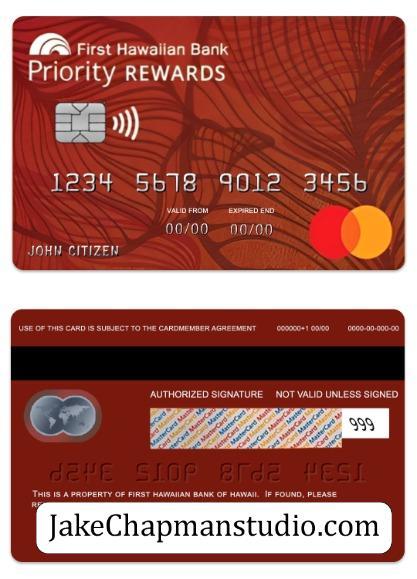 First Hawaiian Bank
Priority REWARDS
1234 5678 9012 3456
VALID FROM EXPIRED END
00/00 00/00
JOHN CITIZEN
USE OF THIS CARD IS SUBJECT TO THE CARDMEMBER AGREEMENT 000000+1 00/00 0000-00-000-00
AUTHORIZED SIGNATURE NOT VALID UNLESS SIGNED
MasterCard MasterCard MasterCard
999
THIS IS A PROPERTY OF FIRST HAWAIIAN BANK OF HAWAII. IF FOUND, PLEASE
JakeChapmanstudio.com